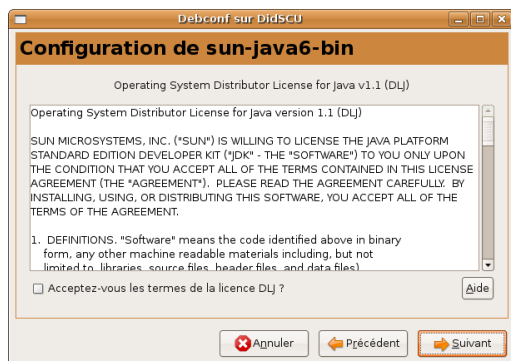 Debconf sur DidSCU
Configuration de sun-java6-bin
Operating System Distributor License for Java v1.1 (DLJ)
Operating System Distributor License for Java version 1.1 (DLJ)
SUN MICROSYSTEMS, INC. ("SUN") IS WILLING TO LICENSE THE JAVA PLATFORM
STANDARD EDITION DEVELOPER KIT ("JDK" - THE "SOFTWARE") TO YOU ONLY UPON
THE CONDITION THAT YOU ACCEPT ALL OF THE TERMS CONTAINED IN THIS LICENSE
AGREEMENT (THE "AGREEMENT").  PLEASE READ THE AGREEMENT CAREFULLY.  BY
INSTALLING, USING, OR DISTRIBUTING THIS SOFTWARE, YOU ACCEPT ALL OF THE
TERMS OF THE AGREEMENT.
1.  DEFINITIONS. "Software" means the code identified above in binary
form, any other machine readable materials including, but not
limited to, libraries, source files, header files, and data files)
Acceptez-vous les termes de la licence DLJ ?
Aide
Annuler
Précédent
Suivant